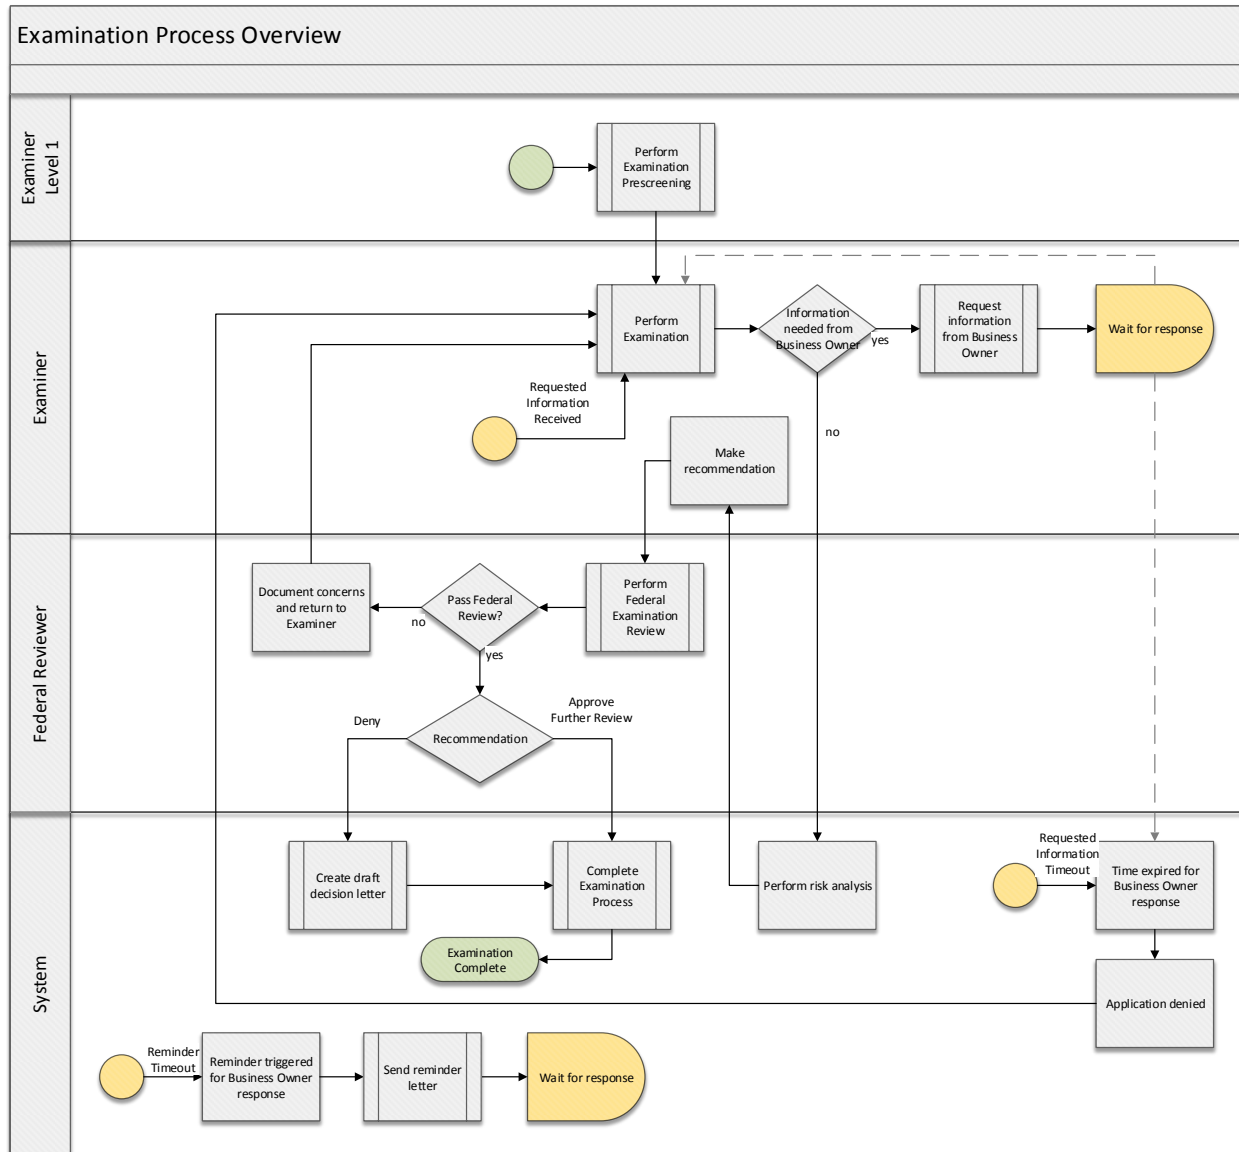 Examination Process Overview
Examiner
Level 1
Perform
Examination
Prescreening
Examiner
Perform
Examination
Information
needed from
Business Owner
yes
Request
information
from Business
Owner
Wait for response
Requested
Information
Received
no
Make
recommendation
Federal Reviewer
Document concerns
and return to
Examiner
no
Pass Federal
Review?
yes
Perform
Federal
Examination
Review
Deny
Recommendation
Approve
Further Review
System
Create draft
decision letter
Complete
Examination
Process
Perform risk analysis
Requested
Information
Timeout
Time expired for
Business Owner
response
Examination
Complete
Application denied
Reminder
Timeout
Reminder triggered
for Business Owner
response
Send reminder
letter
Wait for response